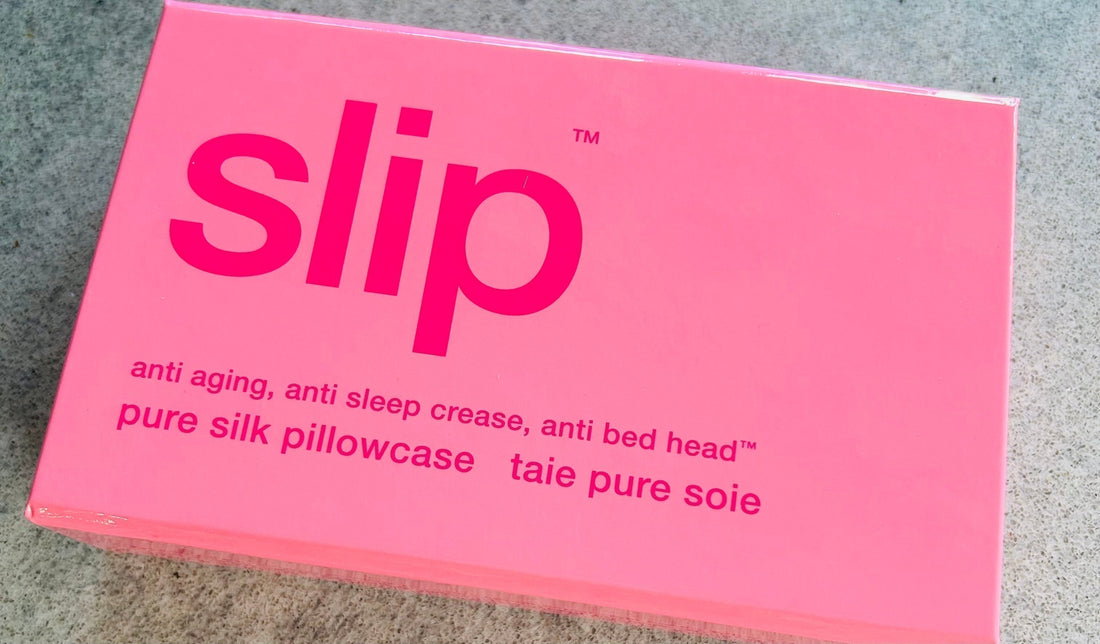 slip™
anti aging, anti sleep crease, anti bed head™
pure silk pillowcase taie pure soie